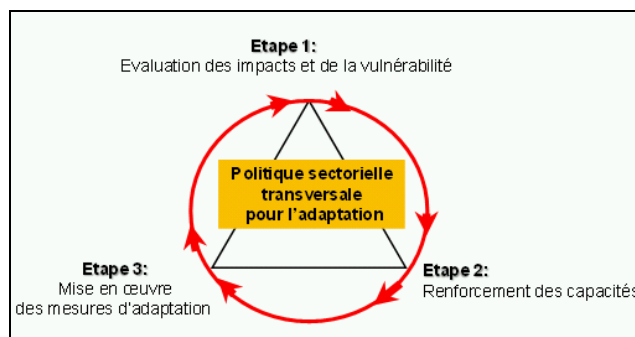 Etape 1:
Evaluation des impacts et de la vulnérabilité
Politique sectorielle
transversale
pour l'adaptation
Etape 3:
Mise en œuvre
des mesures d'adaptation
Etape 2:
Renforcement des capacités